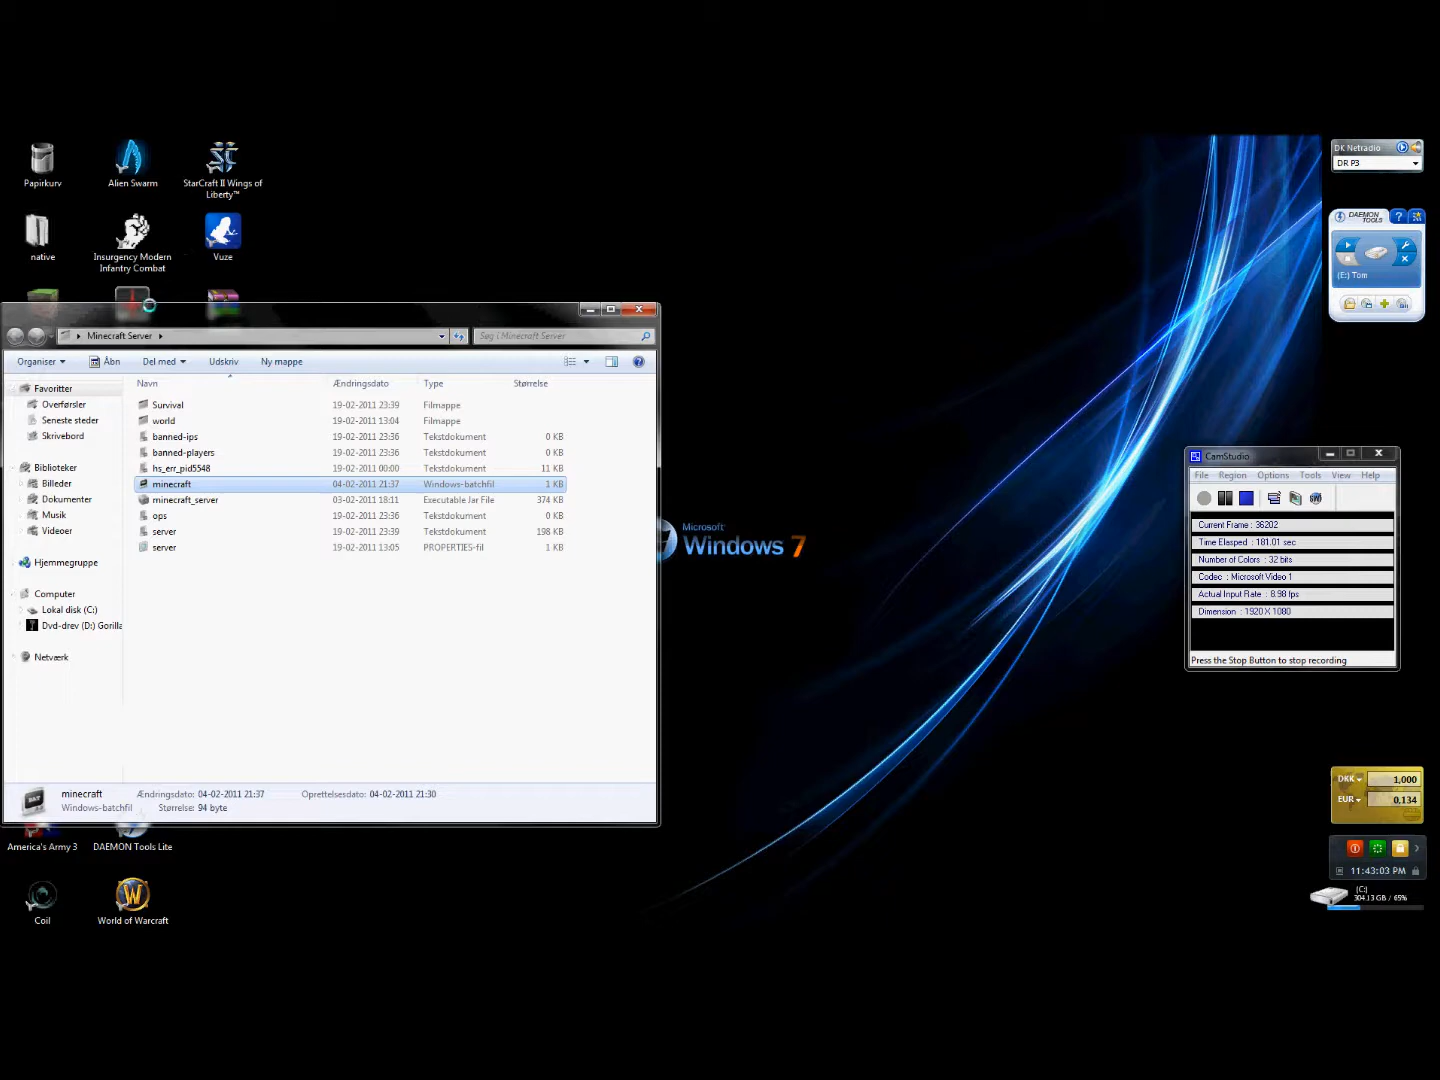 Papirkurv
Alien Swarm
StarCraft II Wings of
Liberty™
native
Insurgency Modern
Infantry Combat
Vuze
Minecraft Server
Søg i Minecraft Server
Organiser
Åbn
Del med
Udskriv
Ny mappe
Favoritter
Overførsler
Seneste steder
Skrivebord
Biblioteker
Billeder
Dokumenter
Musik
Videoer
Hjemmegruppe
Computer
Lokal disk (C:)
Dvd-drev (D:) Gorilla
Netværk
Navn Ændringsdato Type Størrelse
Survival 19-02-2011 23:39 Filmappe
world 19-02-2011 13:04 Filmappe
banned-ips 19-02-2011 23:36 Tekstdokument 0 KB
banned-players 19-02-2011 23:36 Tekstdokument 0 KB
hs_err_pid5548 19-02-2011 00:00 Tekstdokument 11 KB
minecraft 04-02-2011 21:37 Windows-batchfil 1 KB
minecraft_server 03-02-2011 18:11 Executable Jar File 374 KB
ops 19-02-2011 23:36 Tekstdokument 0 KB
server 19-02-2011 23:39 Tekstdokument 198 KB
server 19-02-2011 13:05 PROPERTIES-fil 1 KB
minecraft Ændringsdato: 04-02-2011 21:37 Oprettelsesdato: 04-02-2011 21:30
Windows-batchfil Størrelse: 94 byte
America's Army 3
DAEMON Tools Lite
Coil
World of Warcraft
Microsoft
Windows 7
DK Netradio
DR P3
DAEMON
TOOLS
(E:) Tom
CamStudio
File Region Options Tools View Help
Current Frame : 36202
Time Elasped : 181.01 sec
Number of Colors : 32 bits
Codec : Microsoft Video 1
Actual Input Rate : 8.98 fps
Dimension : 1920 X 1080
Press the Stop Button to stop recording
DKK 1,000
EUR 0,134
11:43:03 PM
(C:)
304.13 GB / 65%